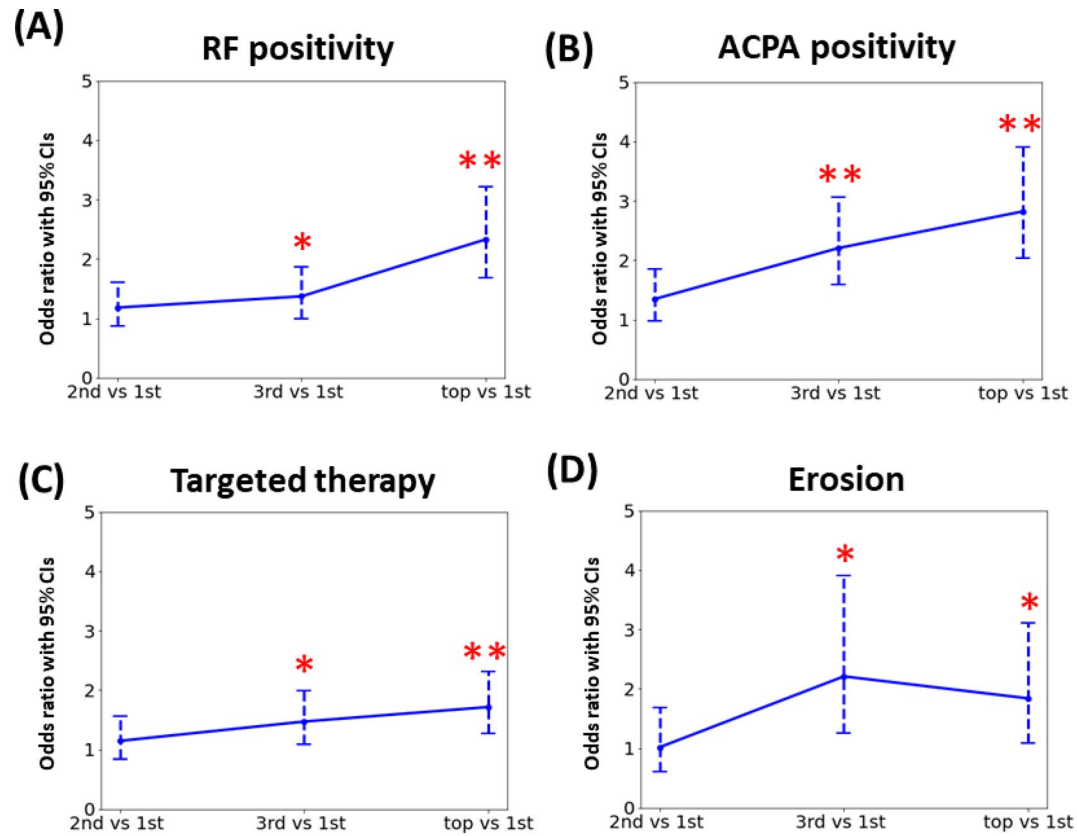 (A)
RF positivity
Odds ratio with 95% CIs
5
4
3
2
1
0
*
**
2nd vs 1st 3rd vs 1st top vs 1st
(B)
ACPA positivity
Odds ratio with 95% CIs
5
4
3
2
1
0
**
**
2nd vs 1st 3rd vs 1st top vs 1st
(C)
Targeted therapy
Odds ratio with 95% CIs
5
4
3
2
1
0
*
**
2nd vs 1st 3rd vs 1st top vs 1st
(D)
Erosion
Odds ratio with 95% CIs
5
4
3
2
1
0
*
*
2nd vs 1st 3rd vs 1st top vs 1st